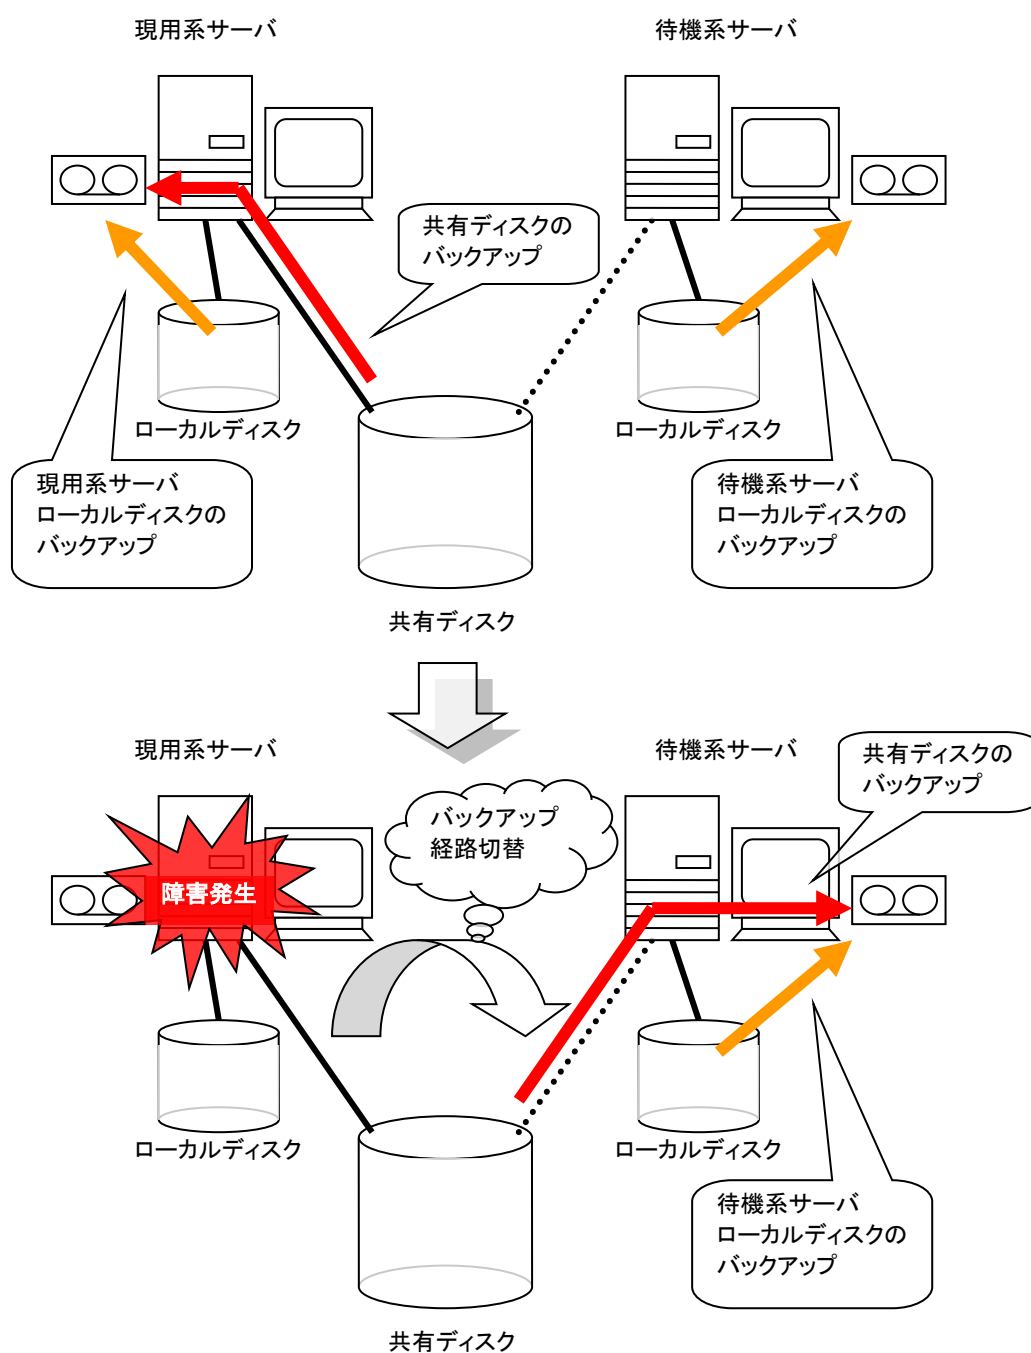 現用系サーバ
待機系サーバ
共有ディスクの
バックアップ
ローカルディスク
ローカルディスク
現用系サーバ
ローカルディスクの
バックアップ
待機系サーバ
ローカルディスクの
バックアップ
共有ディスク
現用系サーバ
待機系サーバ
共有ディスクの
バックアップ
バックアップ
経路切替
障害発生
ローカルディスク
ローカルディスク
待機系サーバ
ローカルディスクの
バックアップ
共有ディスク